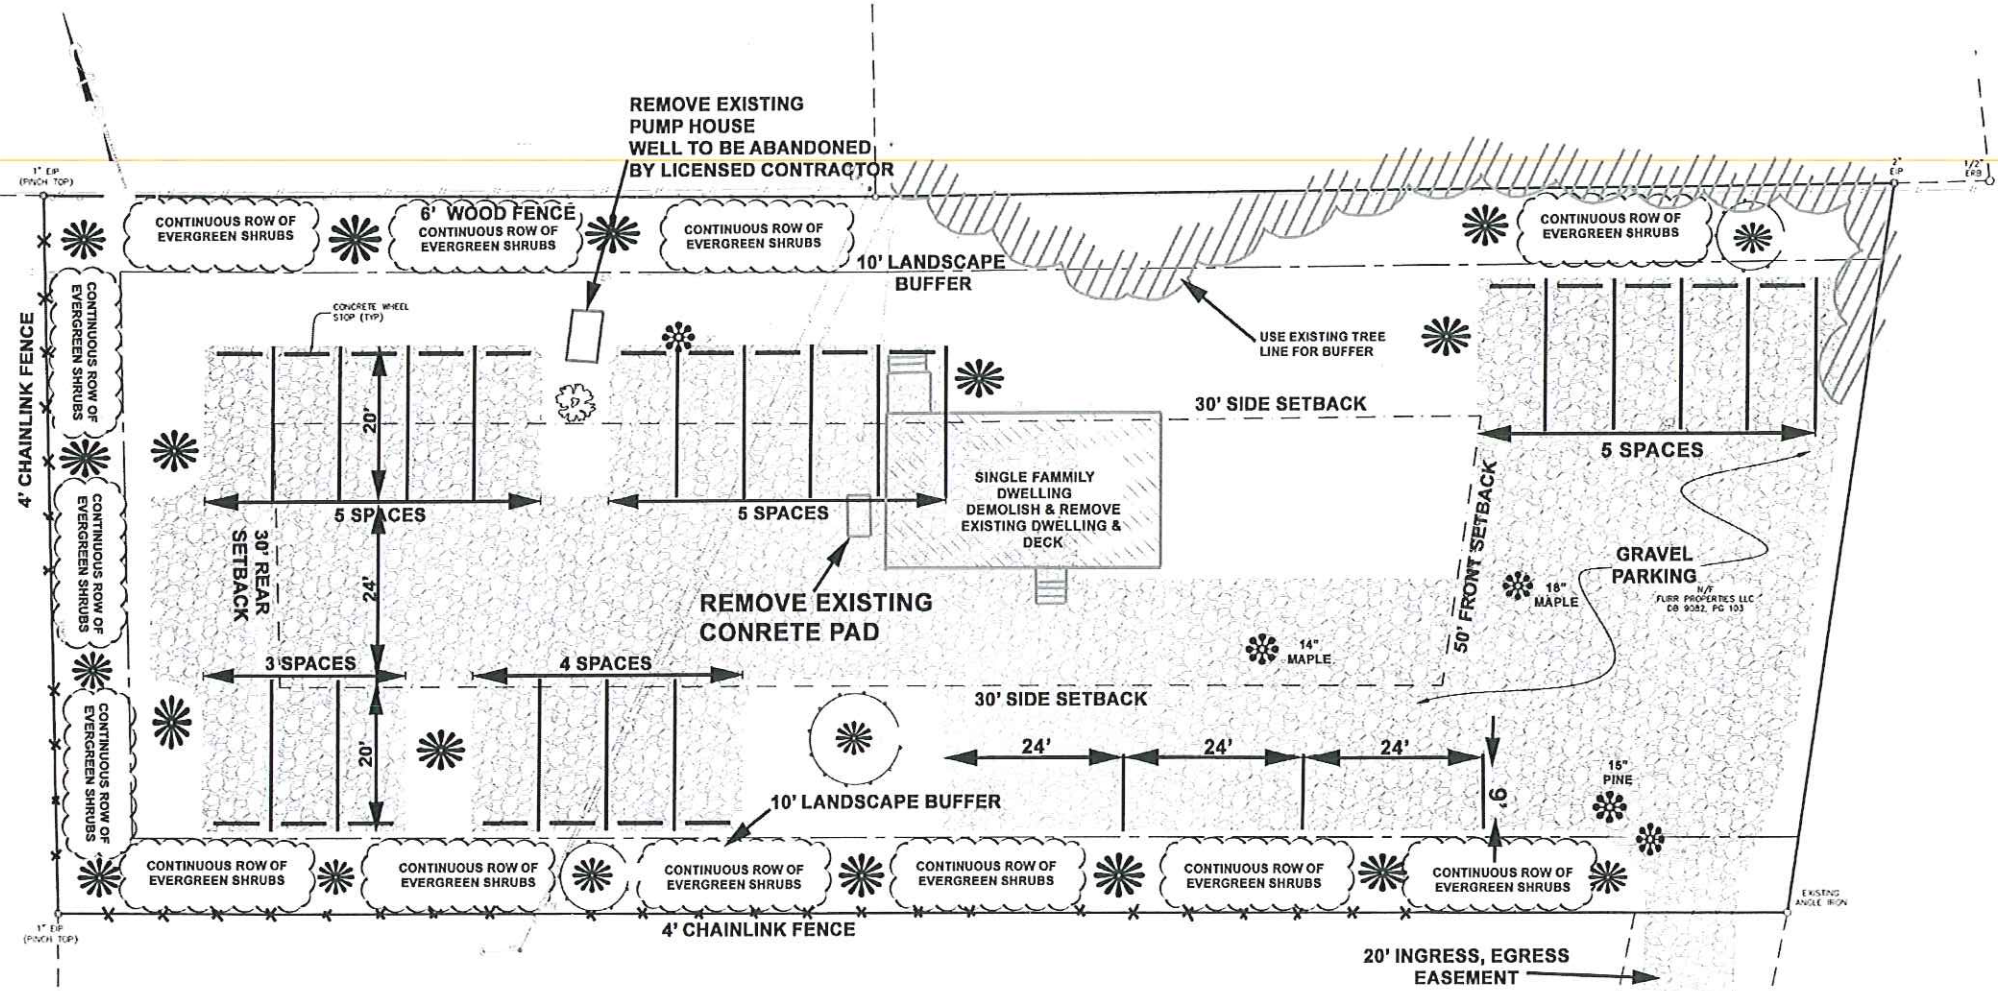 REMOVE EXISTING
PUMP HOUSE
WELL TO BE ABANDONED
BY LICENSED CONTRACTOR
1" EIP
(PINCH TOP)
2"
EIP
1/2"
ERB
CONTINUOUS ROW OF
EVERGREEN SHRUBS
6' WOOD FENCE
CONTINUOUS ROW OF
EVERGREEN SHRUBS
CONTINUOUS ROW OF
EVERGREEN SHRUBS
CONTINUOUS ROW OF
EVERGREEN SHRUBS
10' LANDSCAPE
BUFFER
4' CHAINLINK FENCE
CONTINUOUS ROW OF
EVERGREEN SHRUBS
CONTINUOUS ROW OF
EVERGREEN SHRUBS
CONTINUOUS ROW OF
EVERGREEN SHRUBS
CONCRETE WHEEL
STOP (TYP)
USE EXISTING TREE
LINE FOR BUFFER
30' SIDE SETBACK
20'
5 SPACES
5 SPACES
5 SPACES
SINGLE FAMMILY
DWELLING
DEMOLISH & REMOVE
EXISTING DWELLING &
DECK
30' REAR
SETBACK
24'
50' FRONT SETBACK
GRAVEL
PARKING
N/F
FURR PROPERTIES LLC
DB 9082, PG 103
18"
MAPLE
REMOVE EXISTING
CONRETE PAD
14"
MAPLE
3 SPACES
4 SPACES
30' SIDE SETBACK
20'
24'
24'
24'
9'
15"
PINE
10' LANDSCAPE BUFFER
CONTINUOUS ROW OF
EVERGREEN SHRUBS
CONTINUOUS ROW OF
EVERGREEN SHRUBS
CONTINUOUS ROW OF
EVERGREEN SHRUBS
CONTINUOUS ROW OF
EVERGREEN SHRUBS
CONTINUOUS ROW OF
EVERGREEN SHRUBS
CONTINUOUS ROW OF
EVERGREEN SHRUBS
EXISTING
ANGLE IRON
1" EIP
(PINCH TOP)
4' CHAINLINK FENCE
20' INGRESS, EGRESS
EASEMENT